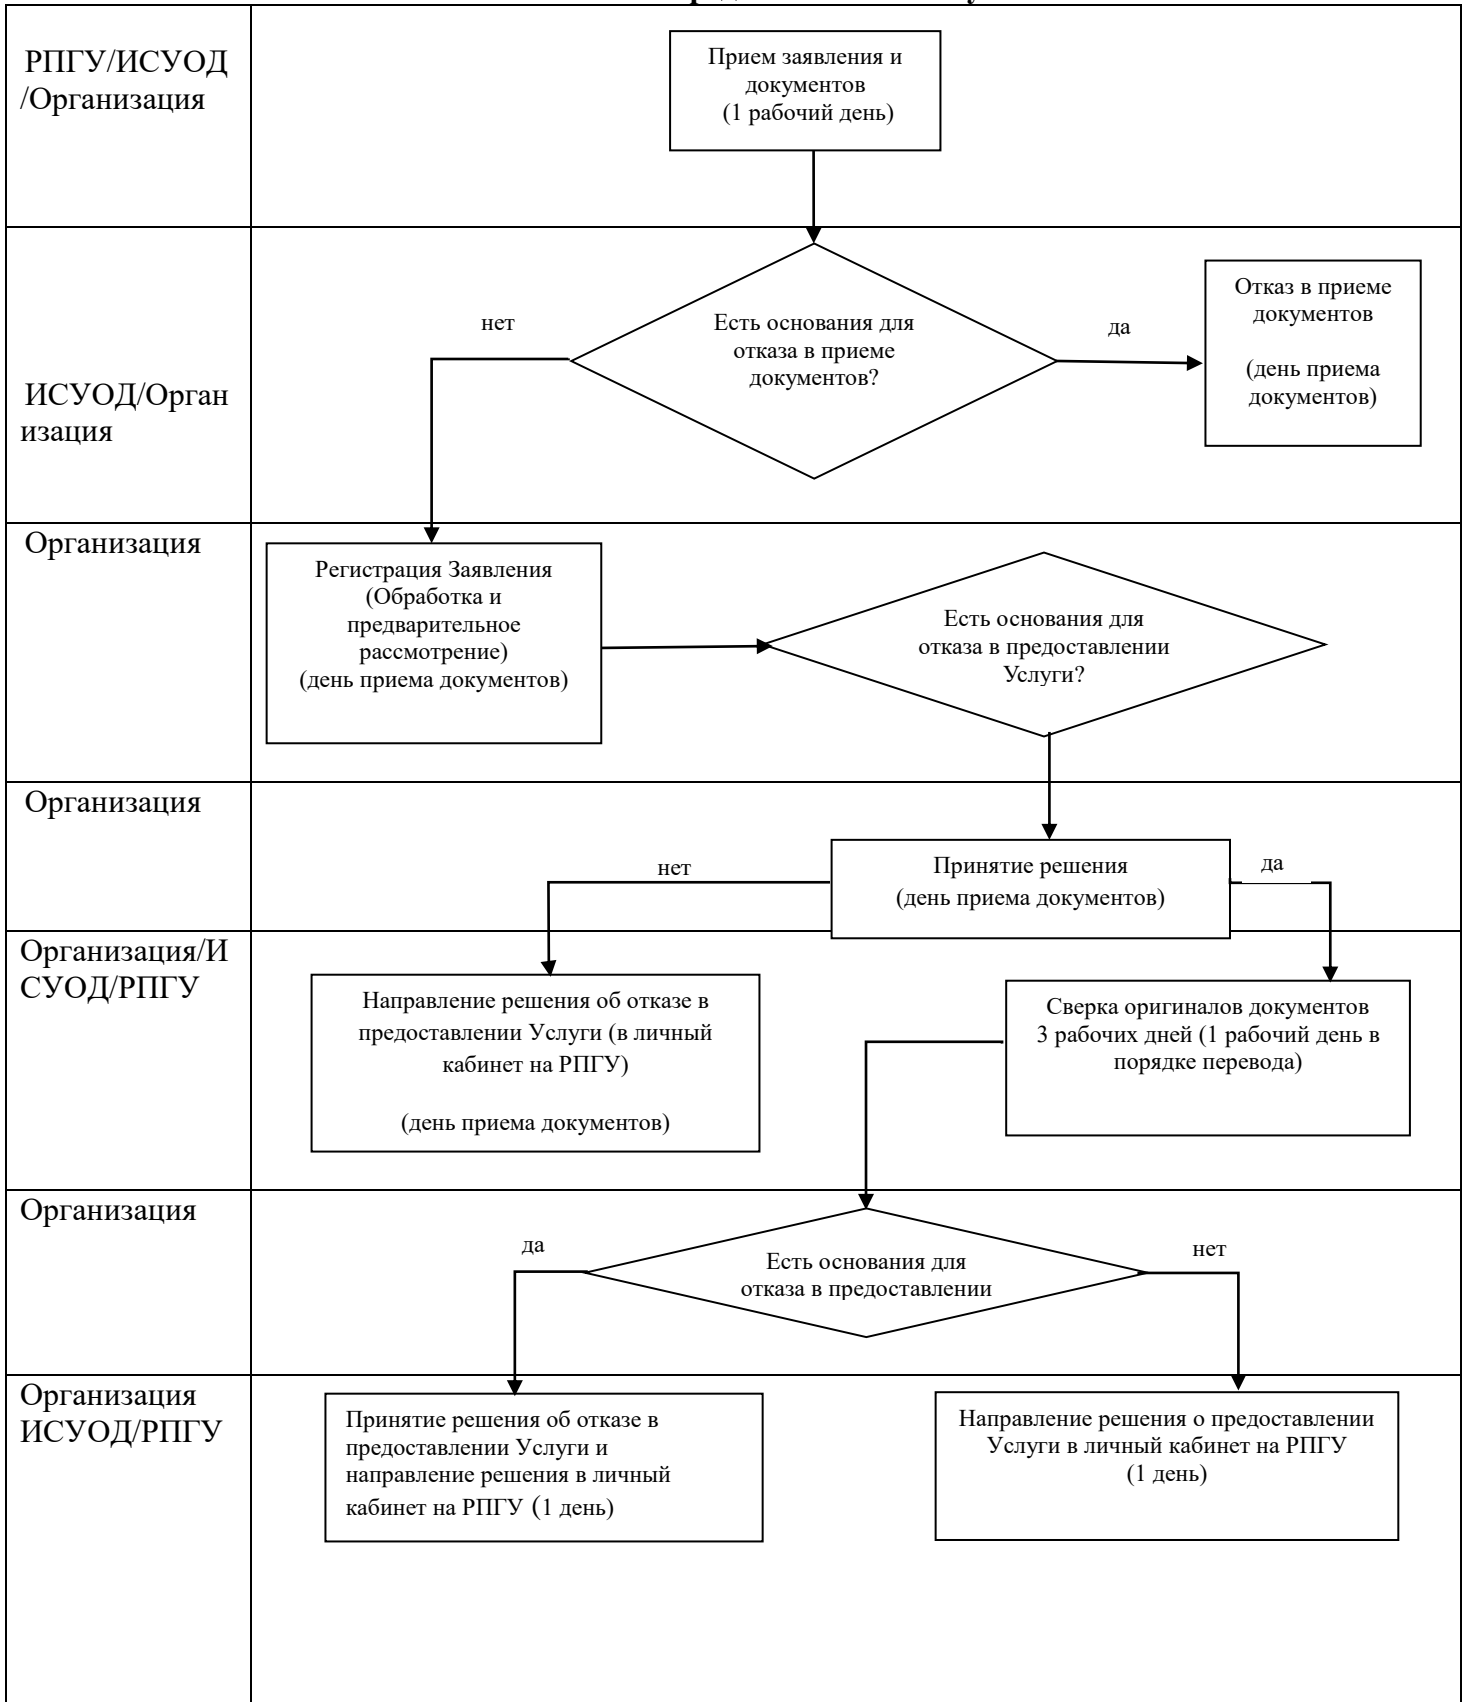 РПГУ/ИСУОД
/Организация
Прием заявления и
документов
(1 рабочий день)
ИСУОД/Орган
изация
нет
Есть основания для
отказа в приеме
документов?
да
Отказ в приеме
документов
(день приема
документов)
Организация
Регистрация Заявления
(Обработка и
предварительное
рассмотрение)
(день приема документов)
Есть основания для
отказа в предоставлении
Услуги?
Организация
нет
Принятие решения
(день приема документов)
да
Организация/И
СУОД/РПГУ
Направление решения об отказе в
предоставлении Услуги (в личный
кабинет на РПГУ)
(день приема документов)
Сверка оригиналов документов
3 рабочих дней (1 рабочий день в
порядке перевода)
Организация
да
Есть основания для
отказа в предоставлении
нет
Организация
ИСУОД/РПГУ
Принятие решения об отказе в
предоставлении Услуги и
направление решения в личный
кабинет на РПГУ (1 день)
Направление решения о предоставлении
Услуги в личный кабинет на РПГУ
(1 день)